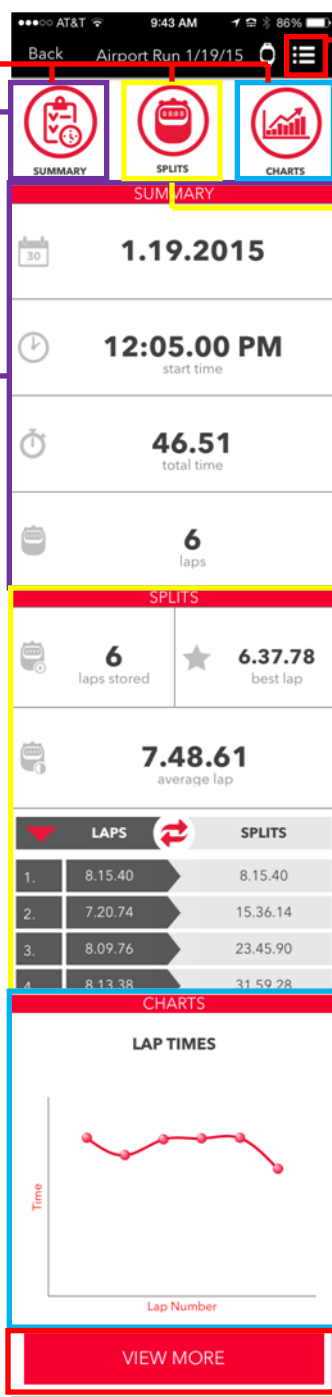 AT&T 9:43 AM 86%
Back Airport Run 1/19/15
SUMMARY SPLITS CHARTS
SUMMARY
30 1.19.2015
12:05.00 PM
start time
46.51
total time
6
laps
SPLITS
6 6.37.78
laps stored best lap
7.48.61
average lap
LAPS SPLITS
1. 8.15.40 8.15.40
2. 7.20.74 15.36.14
3. 8.09.76 23.45.90
4. 8.13.38 31.59.28
CHARTS
LAP TIMES
Time
Lap Number
VIEW MORE